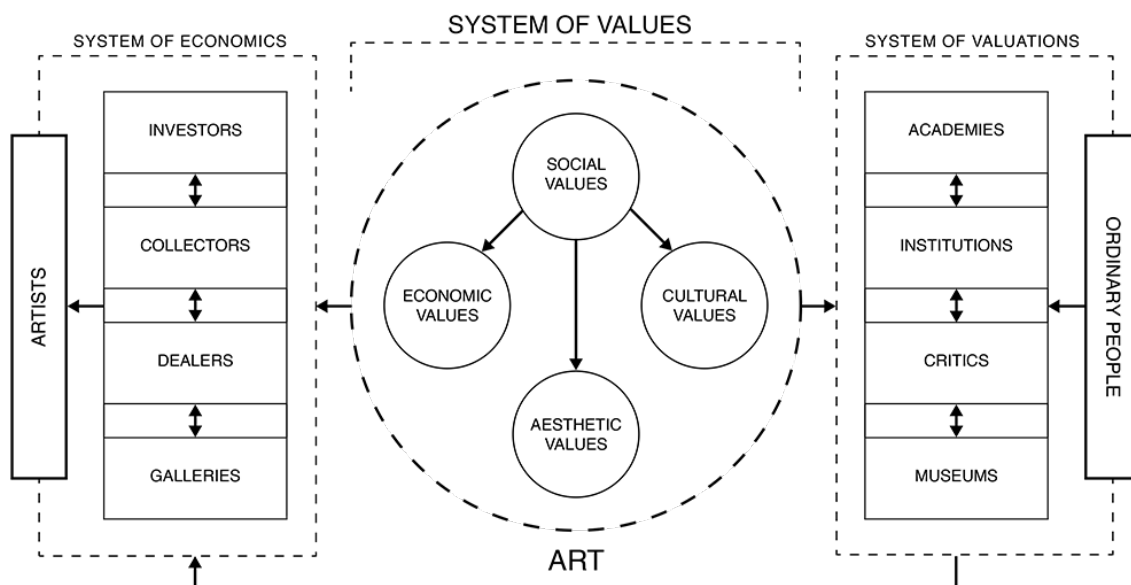 SYSTEM OF VALUES
SYSTEM OF ECONOMICS
SYSTEM OF VALUATIONS
ARTISTS
INVESTORS
COLLECTORS
DEALERS
GALLERIES
SOCIAL
VALUES
ECONOMIC
VALUES
CULTURAL
VALUES
AESTHETIC
VALUES
ART
ACADEMIES
INSTITUTIONS
CRITICS
MUSEUMS
ORDINARY PEOPLE